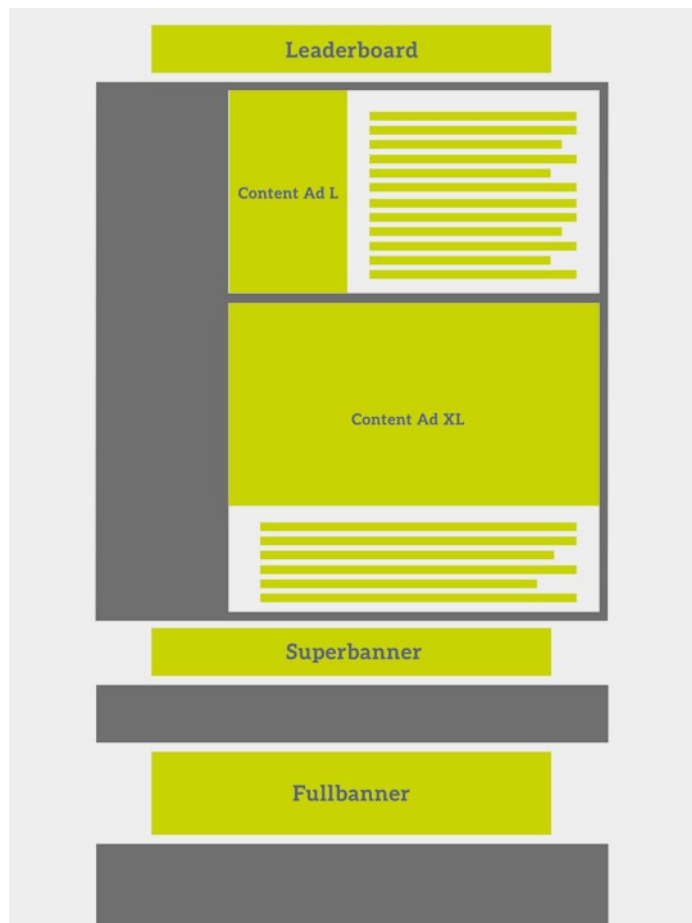 Leaderboard
Content Ad L
Content Ad XL
Superbanner
Fullbanner